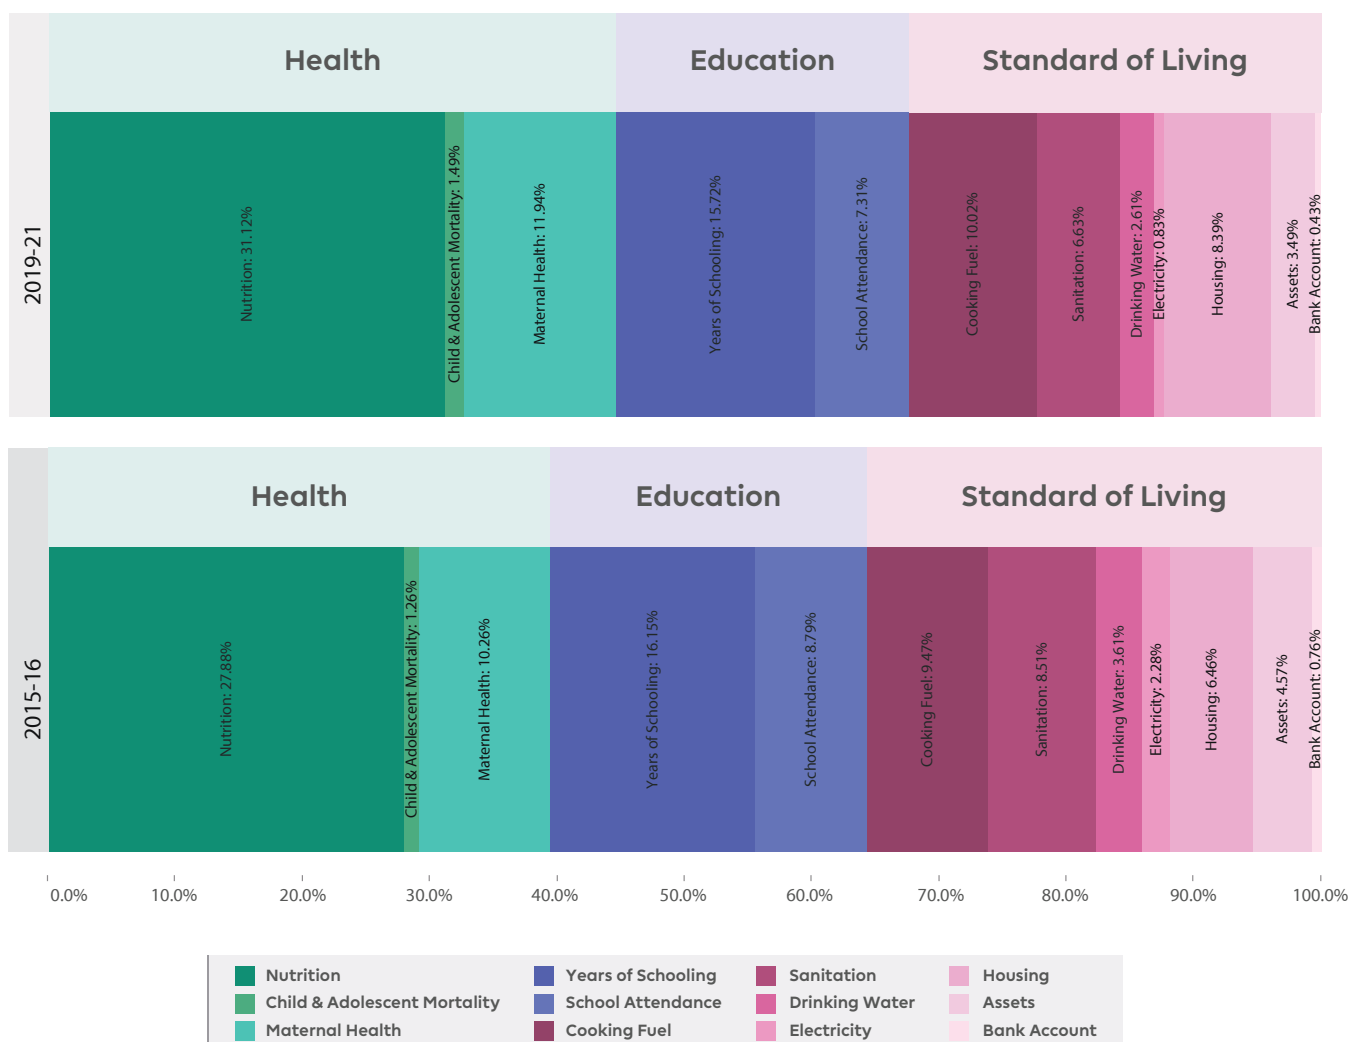 Health
Education
Standard of Living
2019-21
Nutrition: 31.12%
Child & Adolescent Mortality: 1.49%
Maternal Health: 11.94%
Years of Schooling: 15.72%
School Attendance: 7.31%
Cooking Fuel: 10.02%
Sanitation: 6.63%
Drinking Water: 2.61%
Electricity: 0.83%
Housing: 8.39%
Assets: 3.49%
Bank Account: 0.43%
Health
Education
Standard of Living
2015-16
Nutrition: 27.88%
Child & Adolescent Mortality: 1.26%
Maternal Health: 10.26%
Years of Schooling: 16.15%
School Attendance: 8.79%
Cooking Fuel: 9.47%
Sanitation: 8.51%
Drinking Water: 3.61%
Electricity: 2.28%
Housing: 6.46%
Assets: 4.57%
Bank Account: 0.76%
0.0% 10.0% 20.0% 30.0% 40.0% 50.0% 60.0% 70.0% 80.0% 90.0% 100.0%
Nutrition
Child & Adolescent Mortality
Maternal Health
Years of Schooling
School Attendance
Cooking Fuel
Sanitation
Drinking Water
Electricity
Housing
Assets
Bank Account